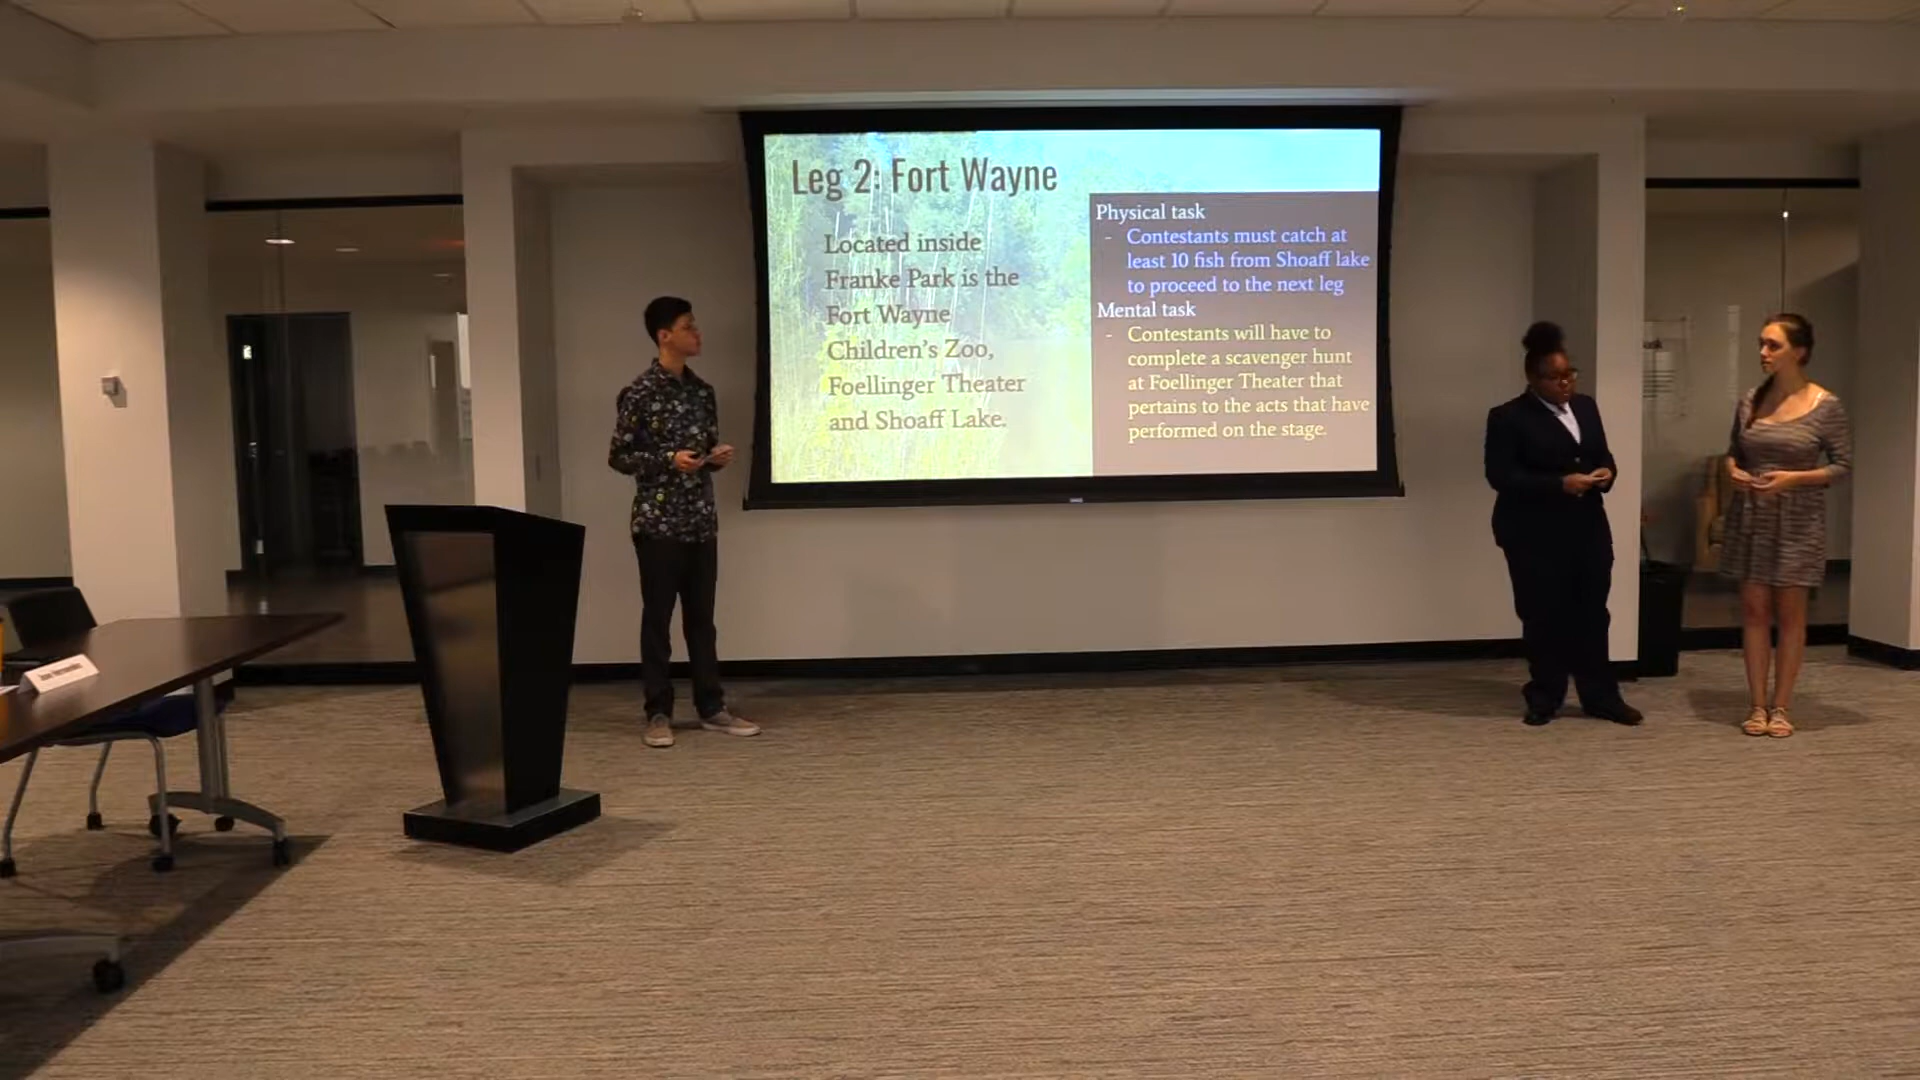 Leg 2: Fort Wayne
Located inside
Franke Park is the
Fort Wayne
Children's Zoo,
Foellinger Theater
and Shoaff Lake.
Physical task
- Contestants must catch at
least 10 fish from Shoaff lake
to proceed to the next leg
Mental task
- Contestants will have to
complete a scavenger hunt
at Foellinger Theater that
pertains to the acts that have
performed on the stage.